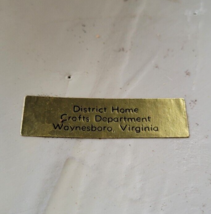 District Home
Crafts Department
Waynesboro, Virginia